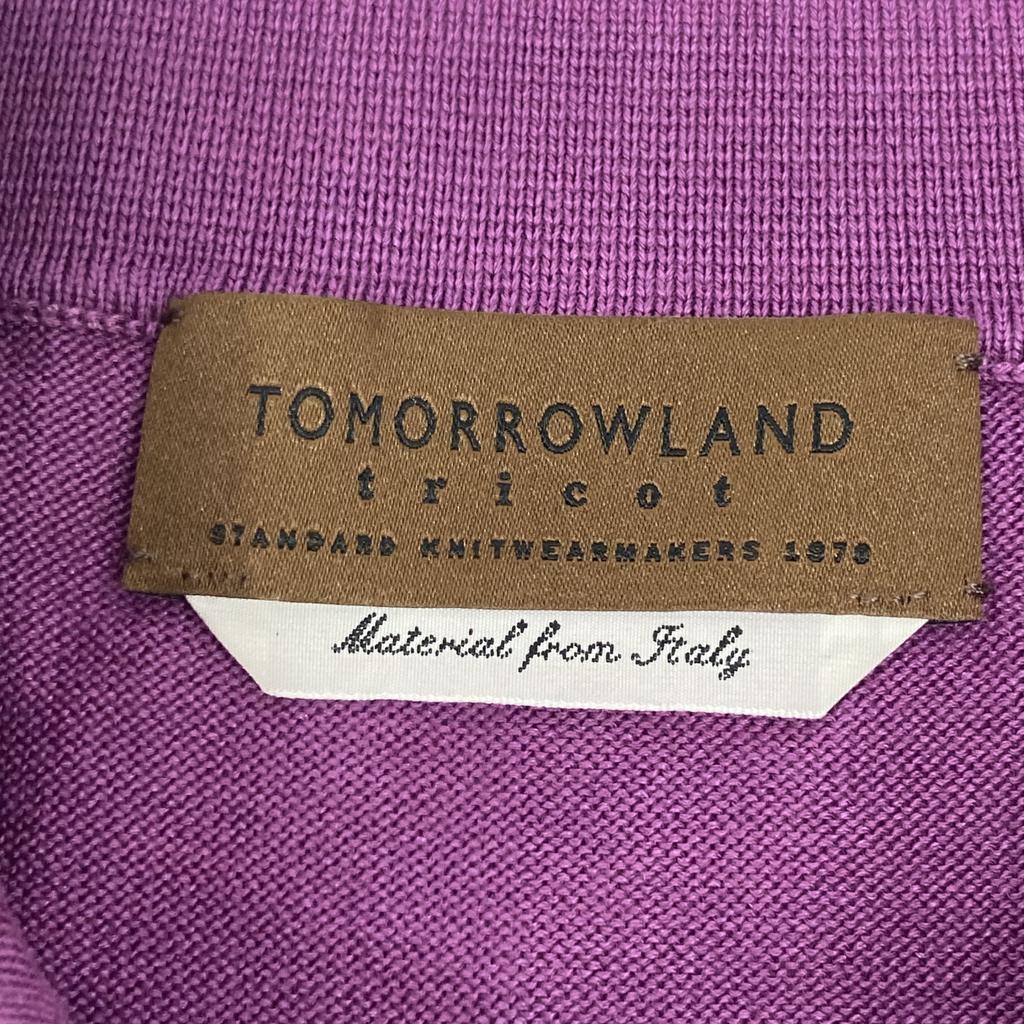 TOMORROWLAND
tricot
STANDARD KNITWEARMAKERS 1978
Material from Italy